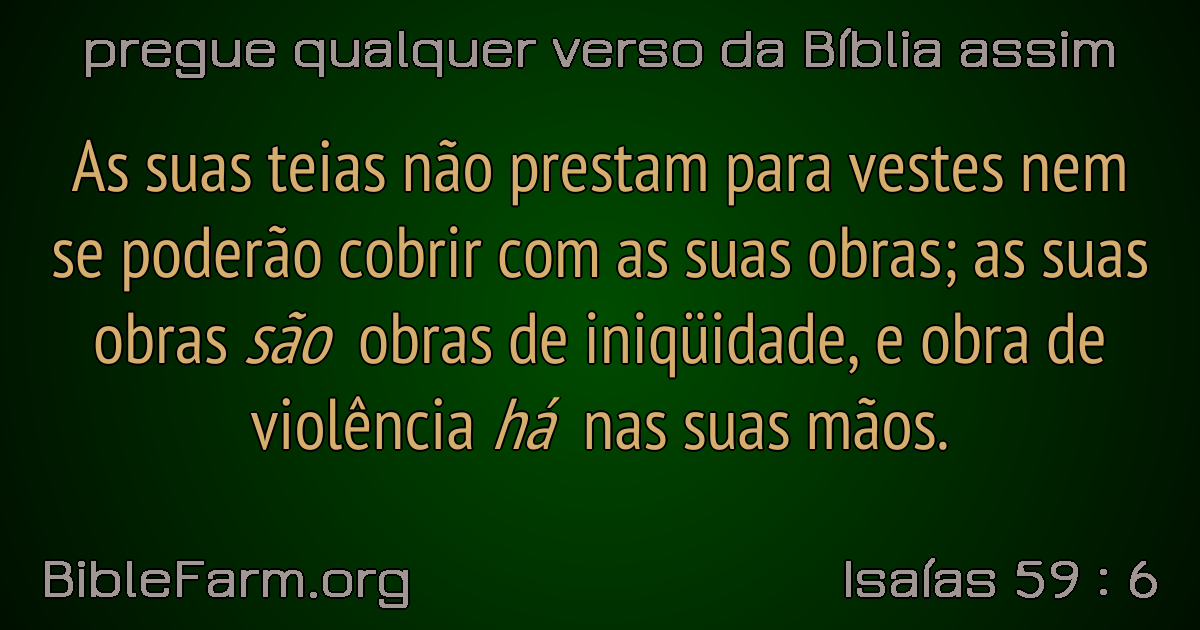 pregue qualquer verso da Bíblia assim
As suas teias não prestam para vestes nem
se poderão cobrir com as suas obras; as suas
obras são obras de iniqüidade, e obra de
violência há nas suas mãos.
BibleFarm.org
Isaías 59 : 6